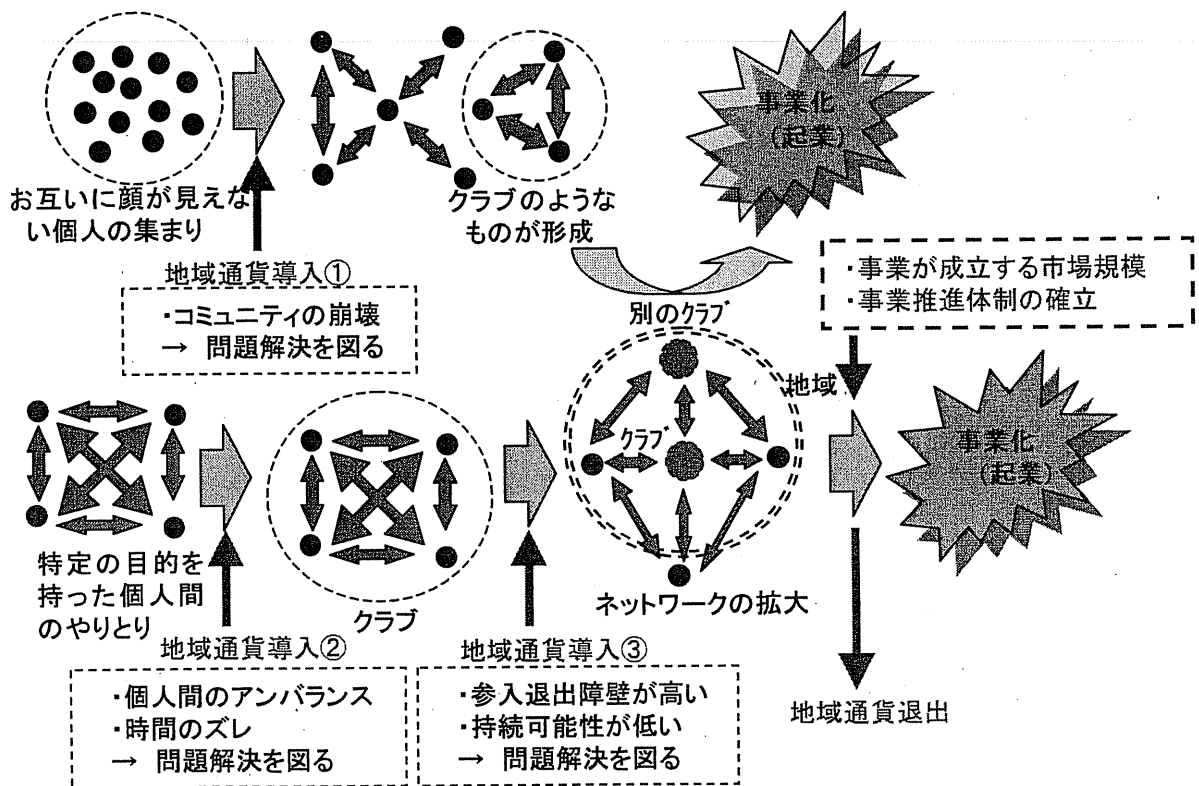 事業化
(起業)
お互いに顔が見えな
い個人の集まり
クラブのような
ものが形成
地域通貨導入①
・コミュニティの崩壊
→ 問題解決を図る
・事業が成立する市場規模
・事業推進体制の確立
別のクラブ
地域
クラブ
事業化
(起業)
特定の目的を
持った個人間
のやりとり
クラブ
ネットワークの拡大
地域通貨導入②
・個人間のアンバランス
・時間のズレ
→ 問題解決を図る
地域通貨導入③
・参入退出障壁が高い
・持続可能性が低い
→ 問題解決を図る
地域通貨退出